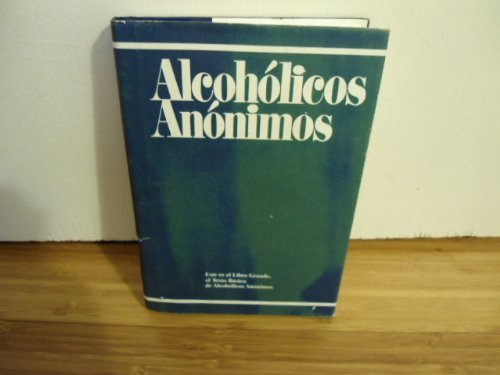 Alcohólicos
Anónimos
Este es el Libro Grande,
el Texto Básico
de Alcohólicos Anónimos